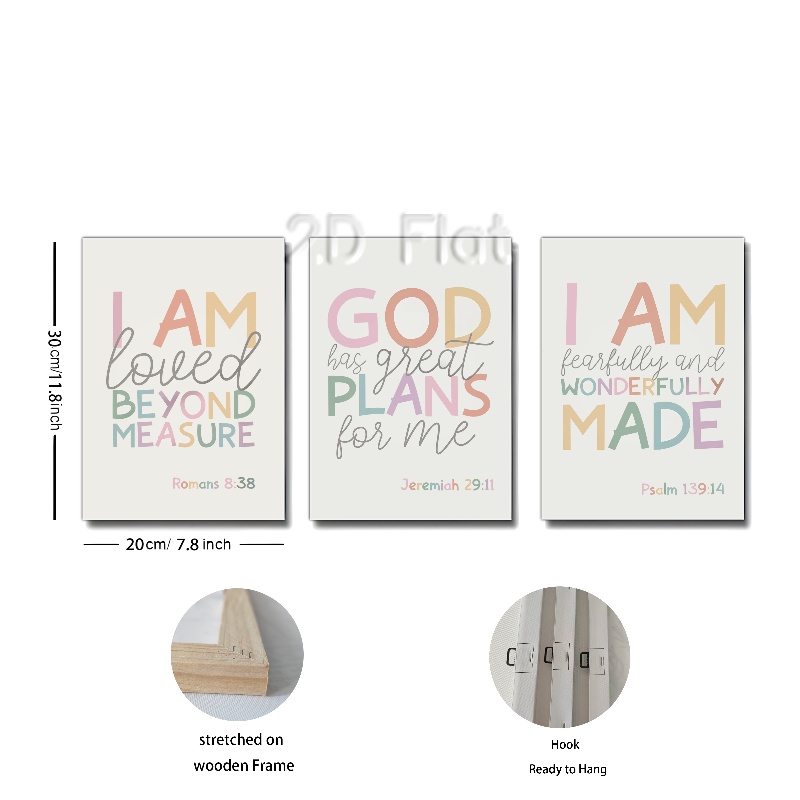 2.D Flat
I AM
loved
BEYOND
MEASURE
Romans 8:38
GOD
has great
PLANS
for me
Jeremiah 29:11
I AM
fearfully and
WONDERFULLY
MADE
Psalm 139:14
30cm/11.8inch
20cm/ 7.8 inch
stretched on
wooden Frame
Hook
Ready to Hang